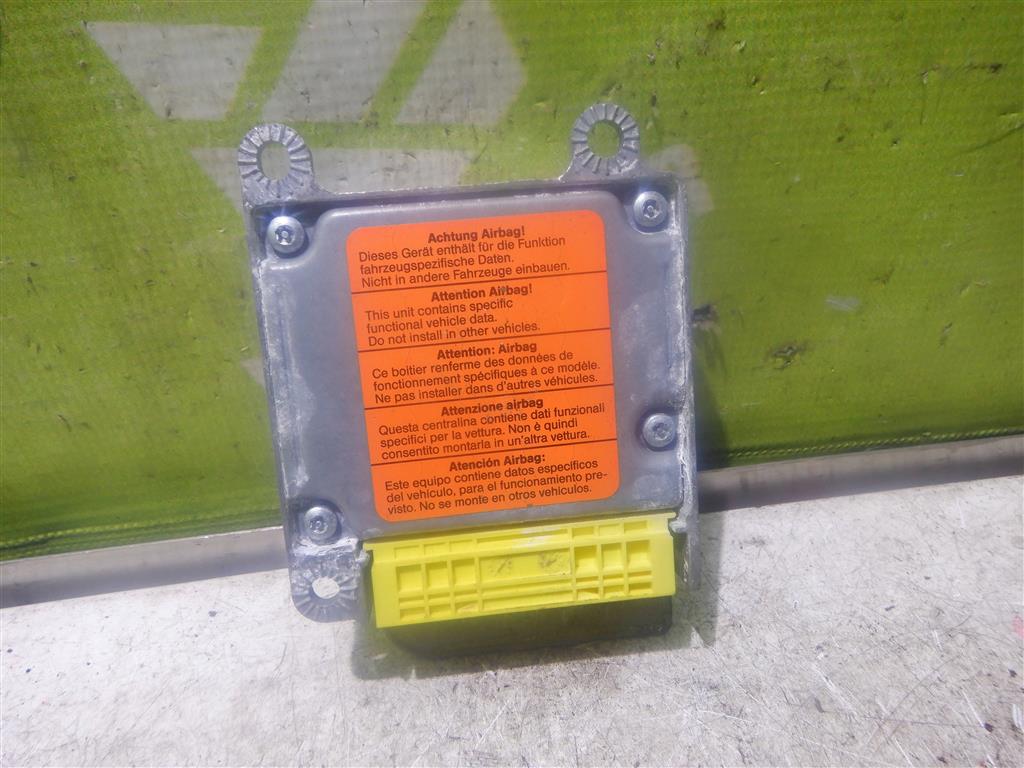 Achtung Airbag!
Dieses Gerät enthält für die Funktion
fahrzeugspezifische Daten.
Nicht in andere Fahrzeuge einbauen.
Attention Airbag!
This unit contains specific
functional vehicle data.
Do not install in other vehicles.
Attention: Airbag
Ce boitier renferme des données de
fonctionnement spécifiques à ce modèle.
Ne pas installer dans d'autres véhicules.
Attenzione airbag
Questa centralina contiene dati funzionali
specifici per la vettura. Non è quindi
consentito montarla in un'altra vettura.
Atención Airbag:
Este equipo contiene datos especificos
del vehículo, para el funcionamiento pre-
visto. No se monte en otros vehiculos.